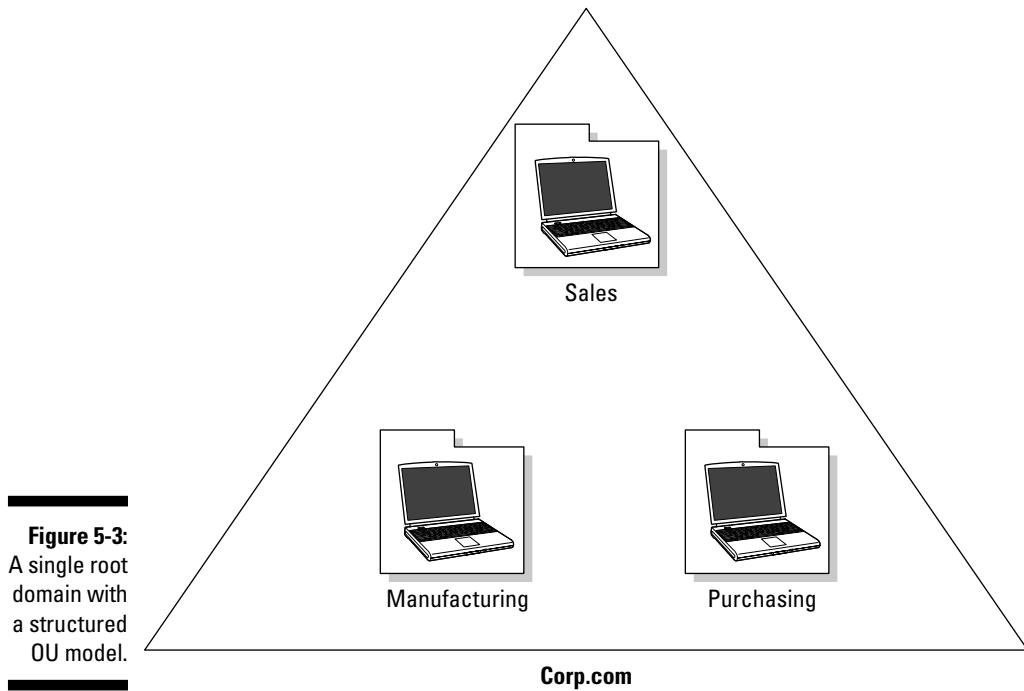 Sales
Manufacturing
Purchasing
Corp.com
Figure 5-3:
A single root
domain with
a structured
OU model.